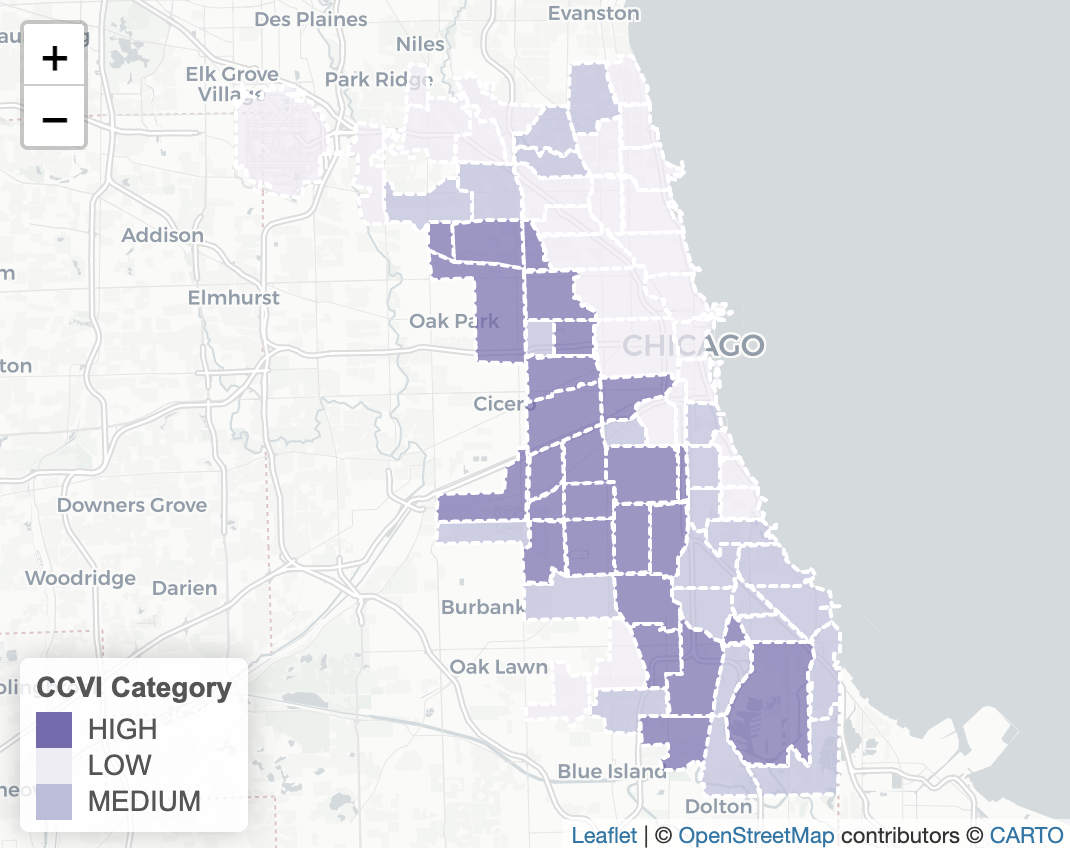 Evanston
Des Plaines
Niles
+
Elk Grove
Village
Park Ridge
−
Addison
Elmhurst
Oak Park
CHICAGO
Cicero
Downers Grove
Woodridge
Darien
Burbank
Oak Lawn
CCVI Category
HIGH
LOW
MEDIUM
Blue Island
Dolton
Leaflet | © OpenStreetMap contributors © CARTO